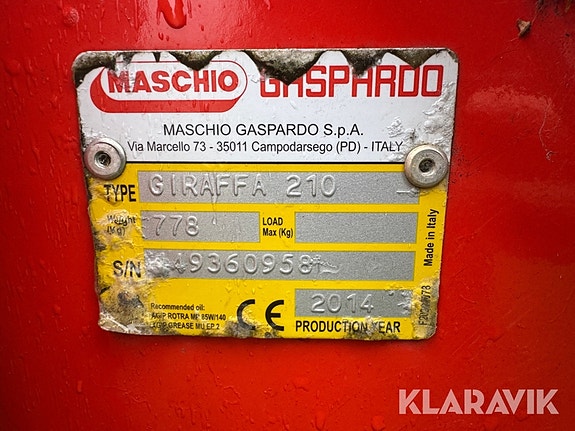 MASCHIO GASPARDO
MASCHIO GASPARDO S.p.A.
Via Marcello 73 - 35011 Campodarsego (PD) - ITALY
TYPE GIRAFFA 210
Weight (Kg) 778 LOAD Max (Kg)
S/N 49360958
Recommended oil:
AGIP ROTRA MP 85W/140
AGIP GREASE MU EP 2
CE
2014
PRODUCTION YEAR
Made in Italy
KLARAVIK